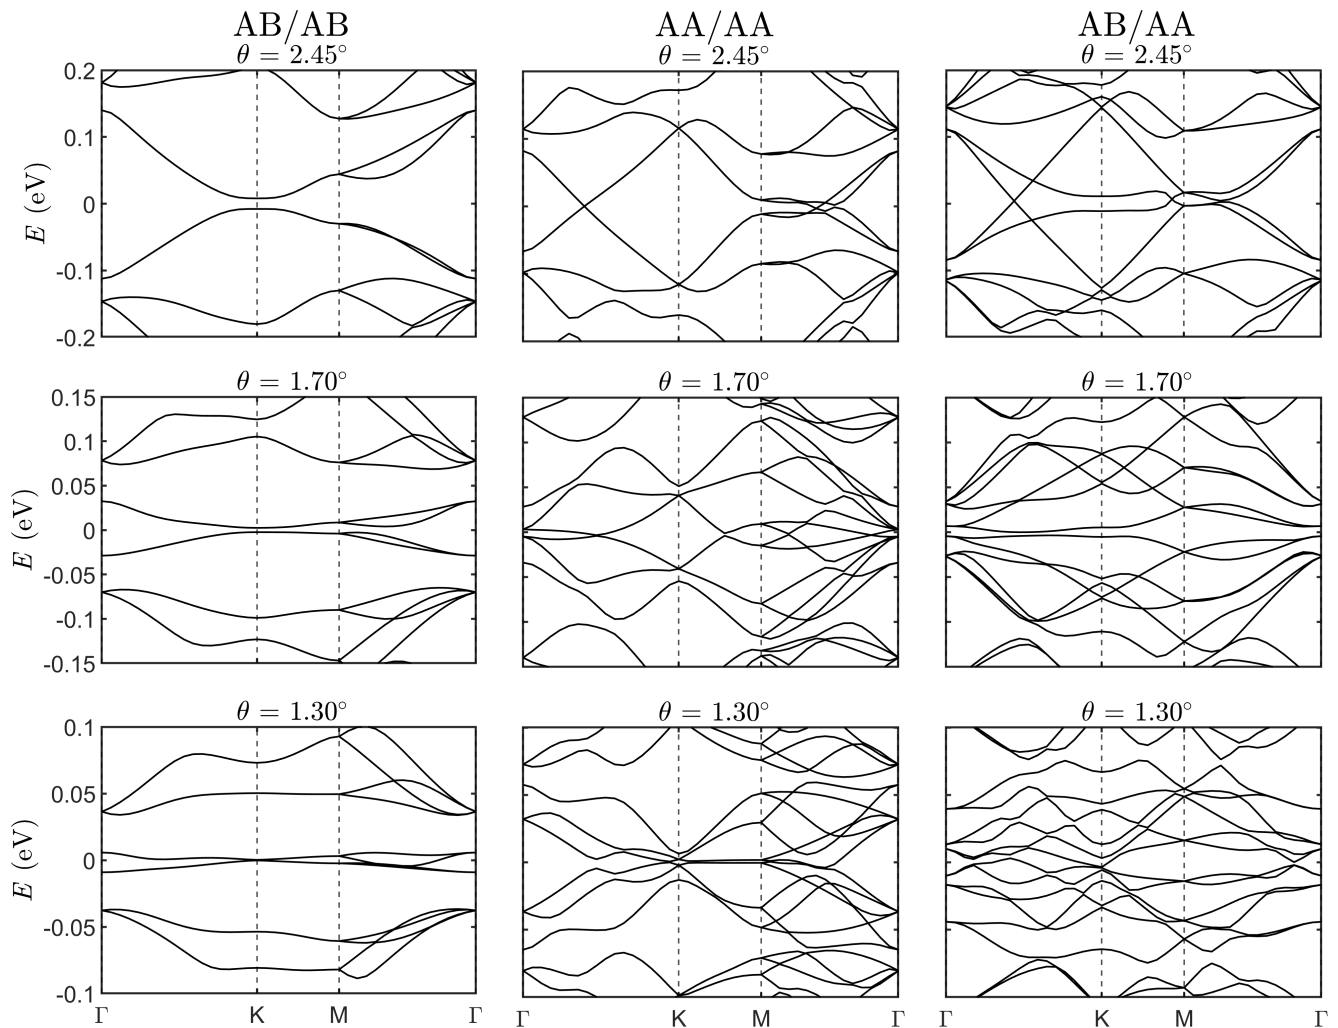 AB/AB AA/AA AB/AA
θ = 2.45° θ = 2.45° θ = 2.45°
0.2
0.1
0
-0.1
-0.2
E (eV)
θ = 1.70° θ = 1.70° θ = 1.70°
0.15
0.1
0.05
0
-0.05
-0.1
-0.15
E (eV)
θ = 1.30° θ = 1.30° θ = 1.30°
0.1
0.05
0
-0.05
-0.1
E (eV)
Γ K M Γ Γ K M Γ Γ K M Γ